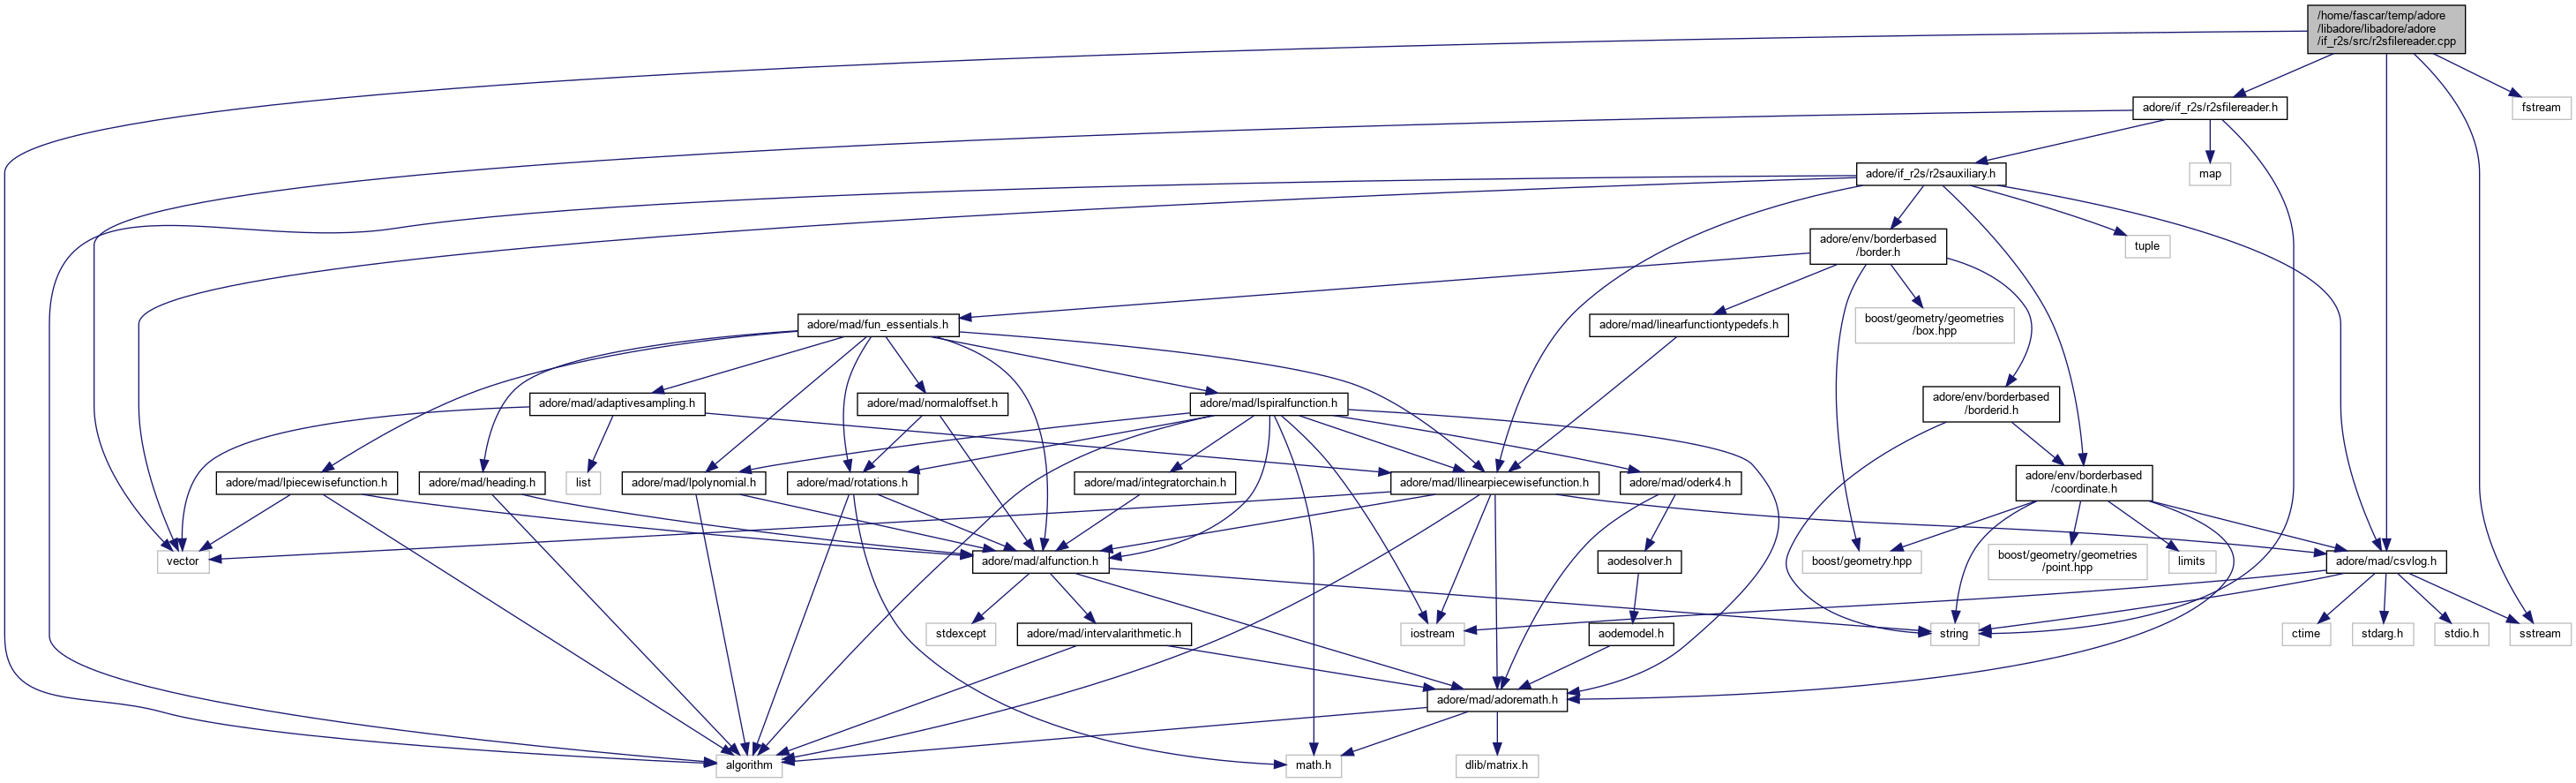 /home/fascar/temp/adore
/libadore/libadore/adore
/if_r2s/src/r2sfilereader.cpp
adore/if_r2s/r2sfilereader.h
fstream
adore/if_r2s/r2sauxiliary.h
map
adore/env/borderbased
/border.h
tuple
adore/mad/fun_essentials.h
adore/mad/linearfunctiontypedefs.h
boost/geometry/geometries
/box.hpp
adore/mad/adaptivesampling.h
adore/mad/normaloffset.h
adore/mad/lspiralfunction.h
adore/env/borderbased
/borderid.h
adore/mad/lpiecewisefunction.h
adore/mad/heading.h
list
adore/mad/lpolynomial.h
adore/mad/rotations.h
adore/mad/integratorchain.h
adore/mad/llinearpiecewisefunction.h
adore/mad/oderk4.h
adore/env/borderbased
/coordinate.h
vector
adore/mad/alfunction.h
aodesolver.h
boost/geometry.hpp
boost/geometry/geometries
/point.hpp
limits
adore/mad/csvlog.h
stdexcept
adore/mad/intervalarithmetic.h
iostream
aodemodel.h
string
ctime
stdarg.h
stdio.h
sstream
adore/mad/adoremath.h
algorithm
math.h
dlib/matrix.h